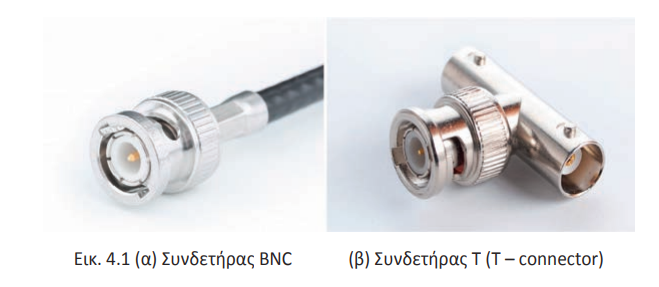 Εικ. 4.1 (α) Συνδετήρας BNC (β) Συνδετήρας Τ (T – connector)